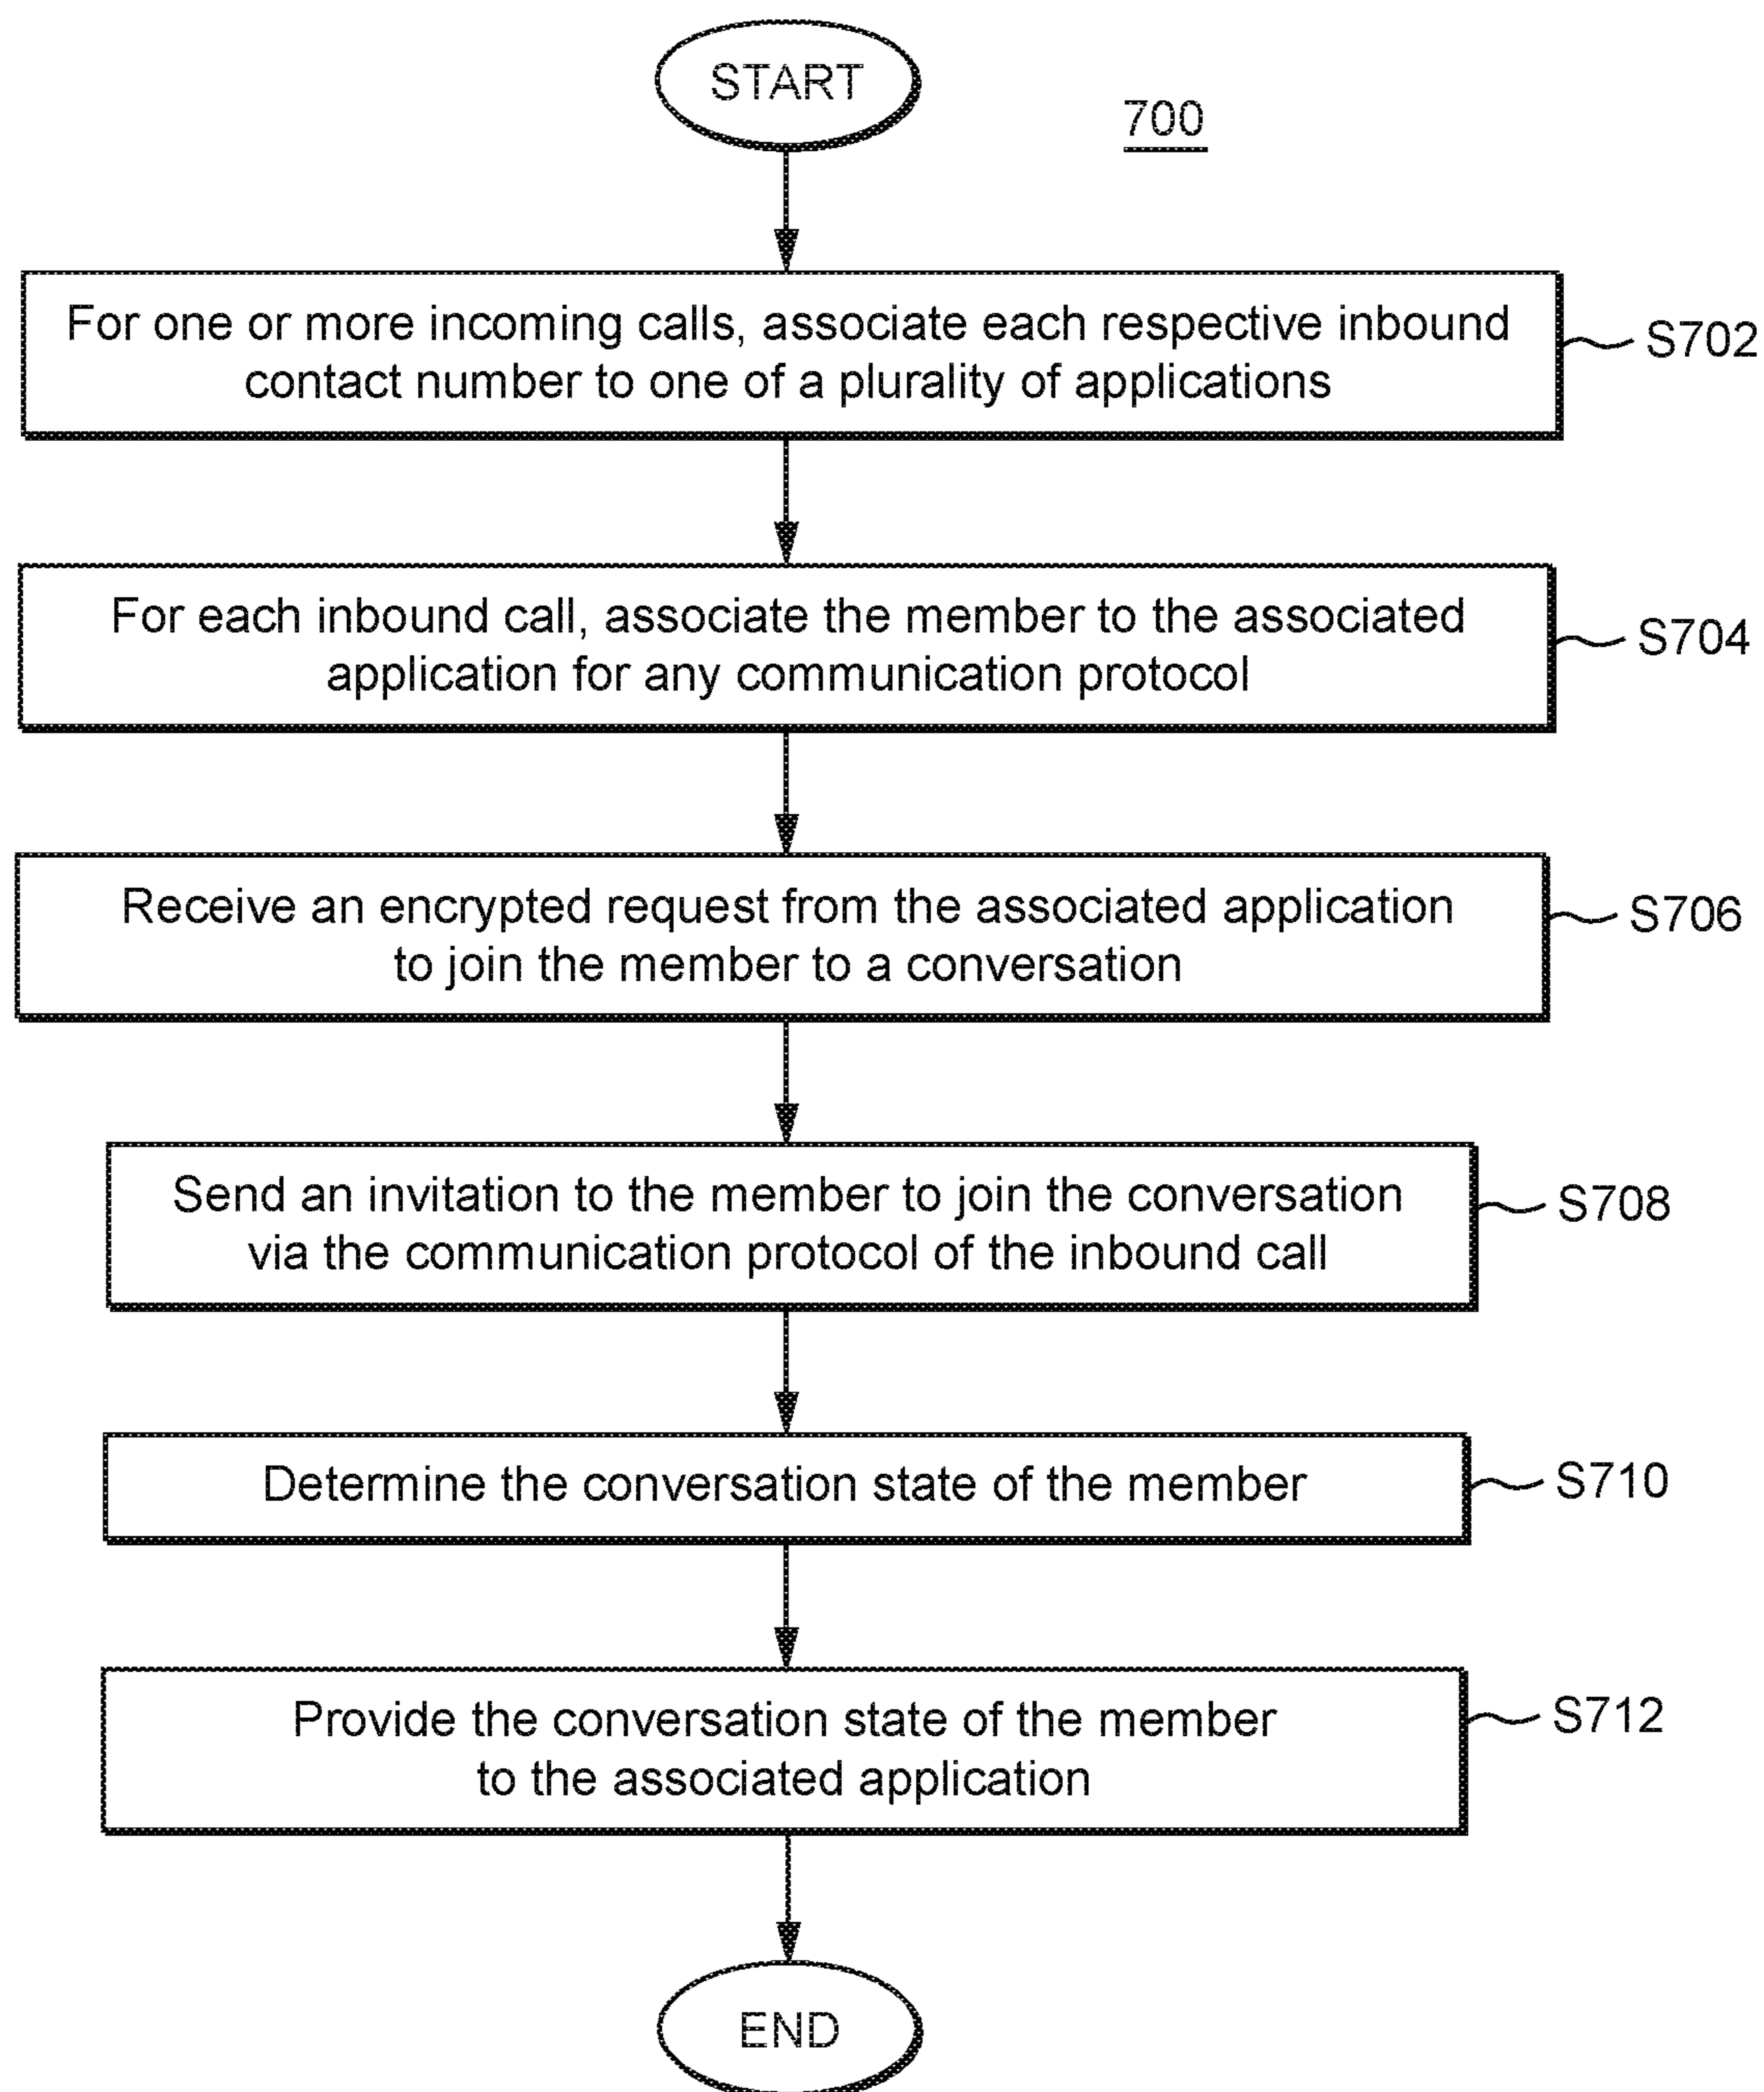 START
700
For one or more incoming calls, associate each respective inbound
contact number to one of a plurality of applications
S702
For each inbound call, associate the member to the associated
application for any communication protocol
S704
Receive an encrypted request from the associated application
to join the member to a conversation
S706
Send an invitation to the member to join the conversation
via the communication protocol of the inbound call
S708
Determine the conversation state of the member
S710
Provide the conversation state of the member
to the associated application
S712
END